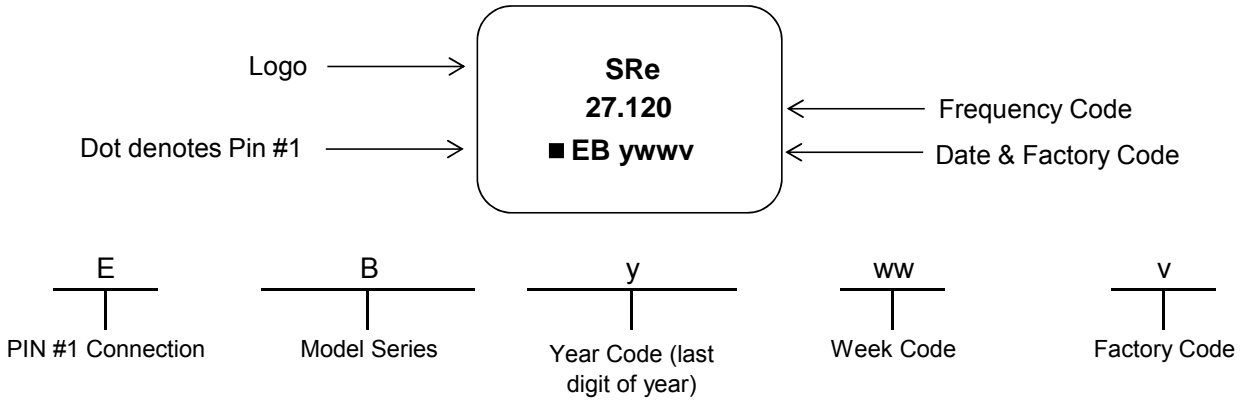 Logo
SRe
27.120
Frequency Code
Dot denotes Pin #1
■ EB ywwv
Date & Factory Code
E
B
y
ww
v
PIN #1 Connection
Model Series
Year Code (last
digit of year)
Week Code
Factory Code